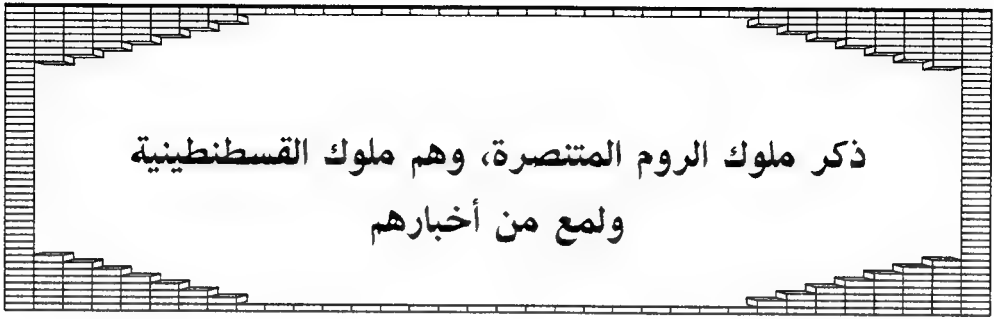 ذكر ملوك الروم المتنصرة، وهم ملوك القسطنطينية
ولمع من أخبارهم